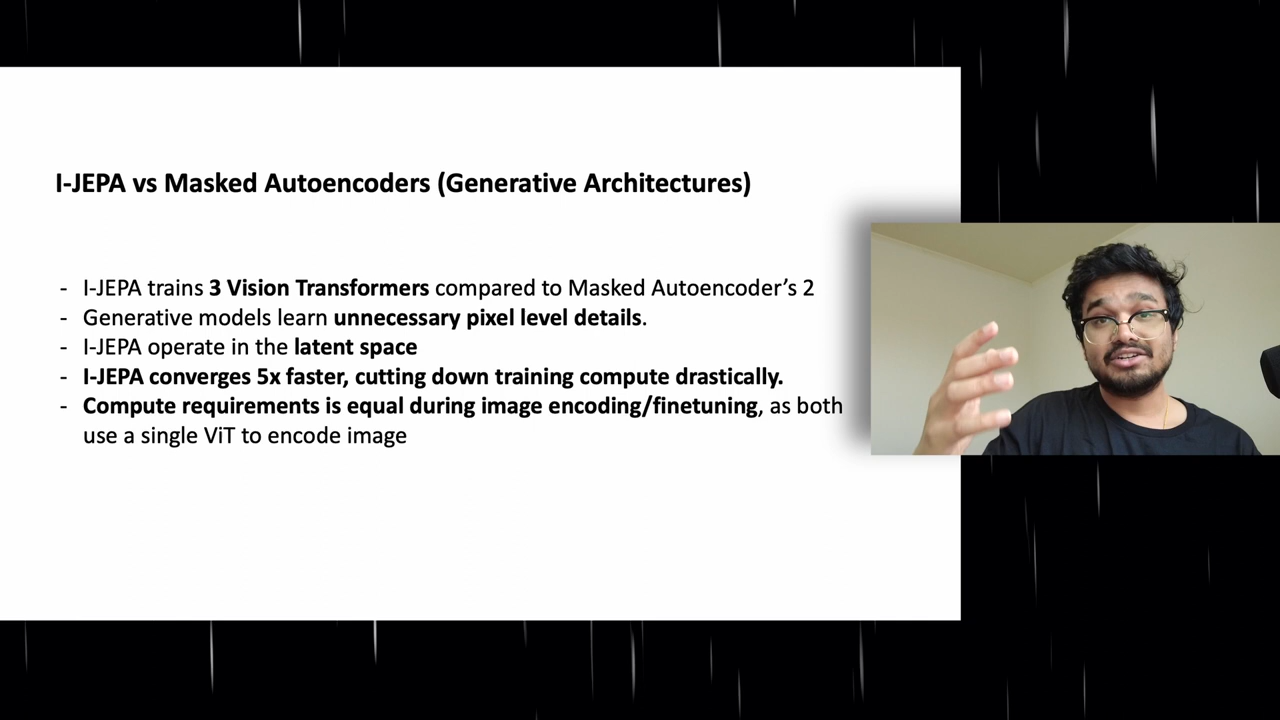 I-JEPA vs Masked Autoencoders (Generative Architectures)
- I-JEPA trains 3 Vision Transformers compared to Masked Autoencoder’s 2
- Generative models learn unnecessary pixel level details.
- I-JEPA operate in the latent space
- I-JEPA converges 5x faster, cutting down training compute drastically.
- Compute requirements is equal during image encoding/finetuning, as both
use a single ViT to encode image